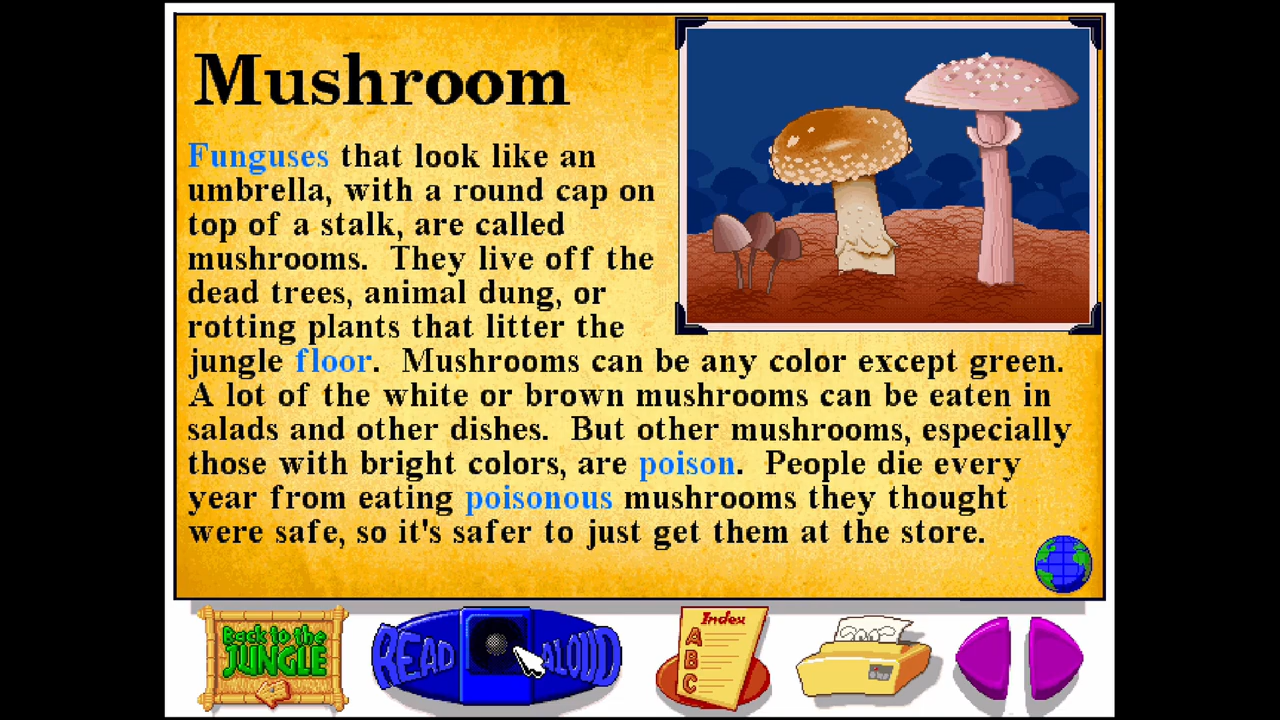 Mushroom
Funguses that look like an
umbrella, with a round cap on
top of a stalk, are called
mushrooms.  They live off the
dead trees, animal dung, or
rotting plants that litter the
jungle floor.  Mushrooms can be any color except green.
A lot of the white or brown mushrooms can be eaten in
salads and other dishes.  But other mushrooms, especially
those with bright colors, are poison.  People die every
year from eating poisonous mushrooms they thought
were safe, so it's safer to just get them at the store.
Back to the
JUNGLE
READ ALOUD
Index
A
B
C